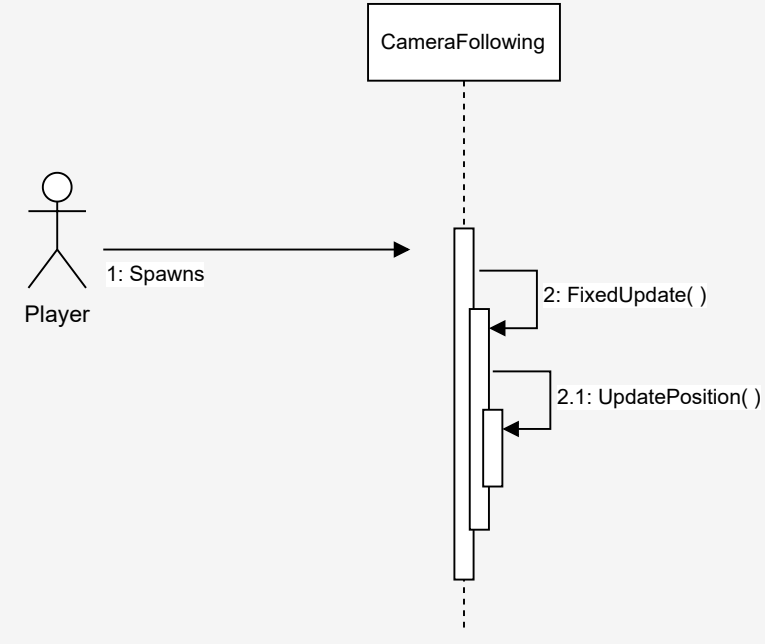 CameraFollowing
1: Spawns
Player
2: FixedUpdate( )
2.1: UpdatePosition( )